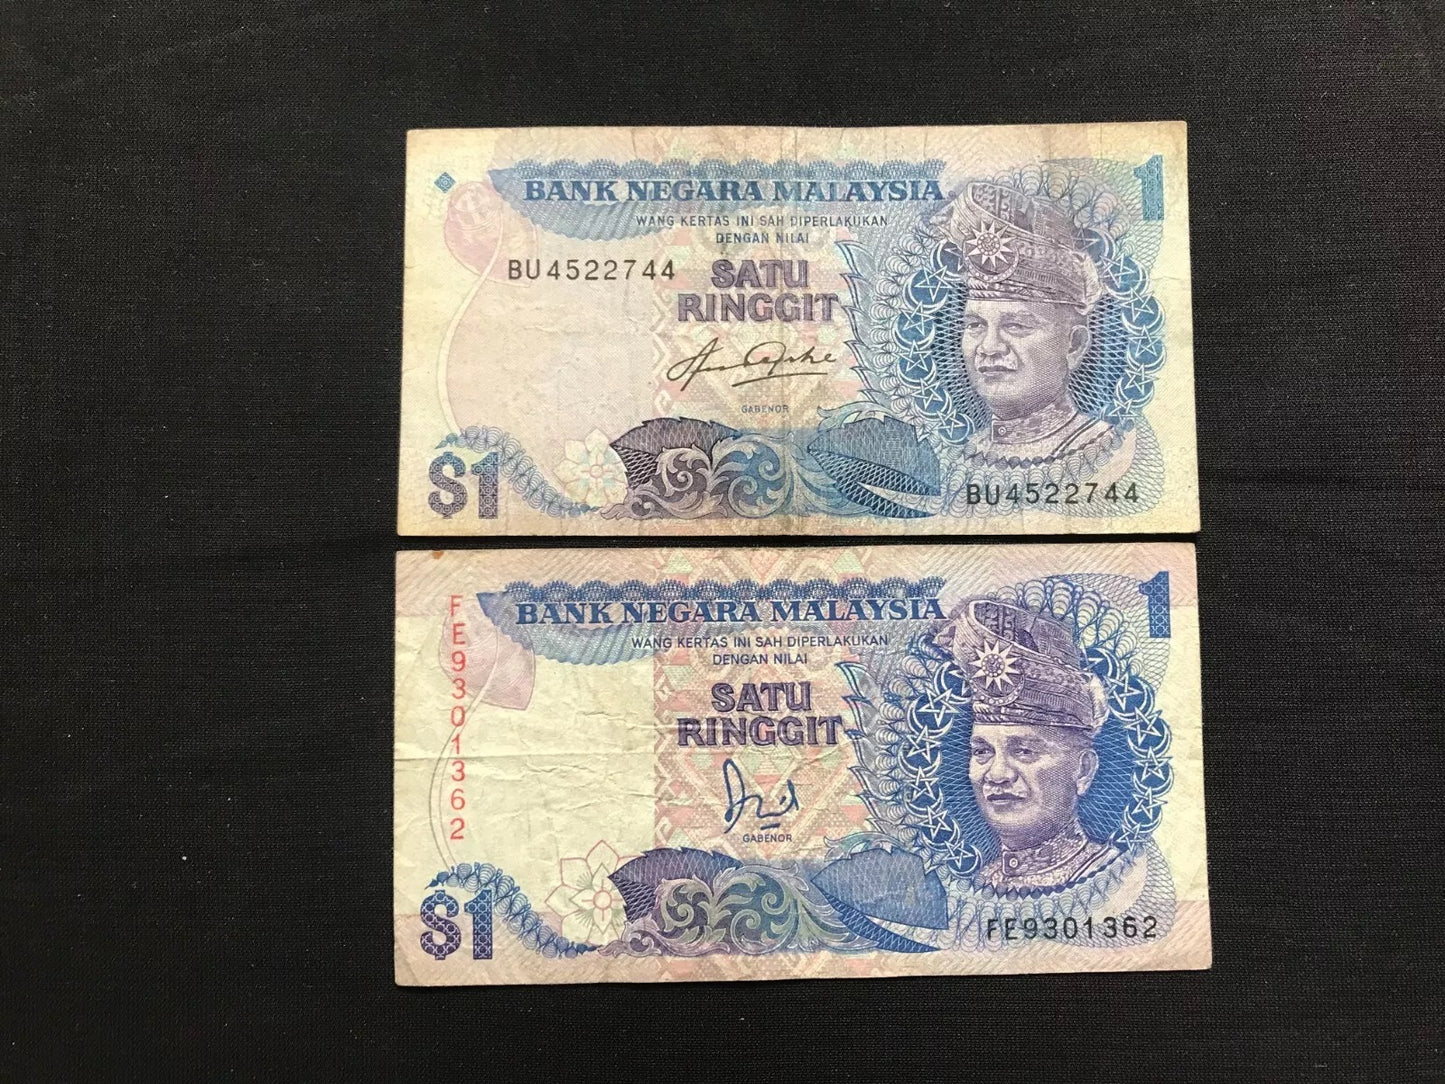 BANK NEGARA MALAYSIA
1
WANG KERTAS INI SAH DIPERLAKUKAN
DENGAN NILAI
BU4522744
SATU
RINGGIT
GABENOR
$1
BU4522744
BANK NEGARA MALAYSIA
1
FE9301362
WANG KERTAS INI SAH DIPERLAKUKAN
DENGAN NILAI
SATU
RINGGIT
GABENOR
$1
FE9301362